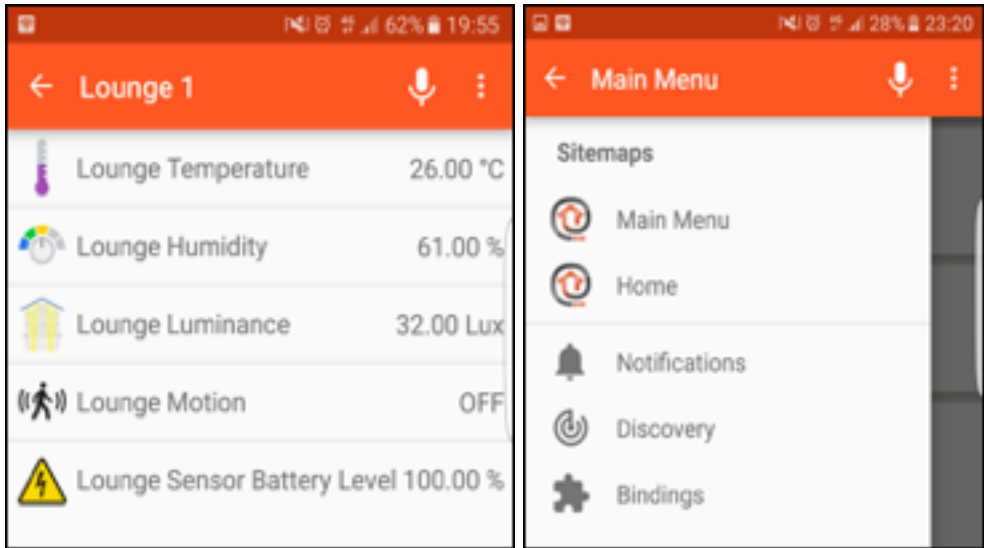 62% 19:55
Lounge 1
Lounge Temperature 26.00 °C
Lounge Humidity 61.00 %
Lounge Luminance 32.00 Lux
Lounge Motion OFF
Lounge Sensor Battery Level 100.00 %
28% 23:20
Main Menu
Sitemaps
Main Menu
Home
Notifications
Discovery
Bindings